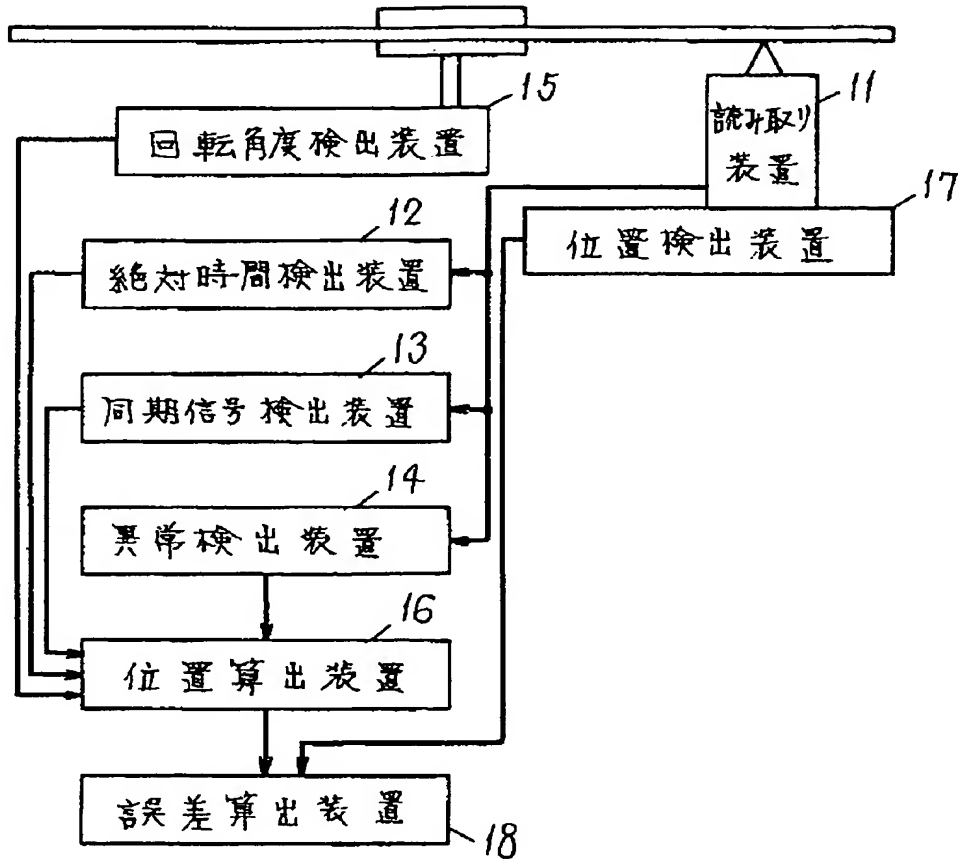 15
回転角度検出装置
11
読み取り
装置
17
位置検出装置
12
絶対時間検出装置
13
同期信号検出装置
14
異常検出装置
16
位置算出装置
誤差算出装置
18